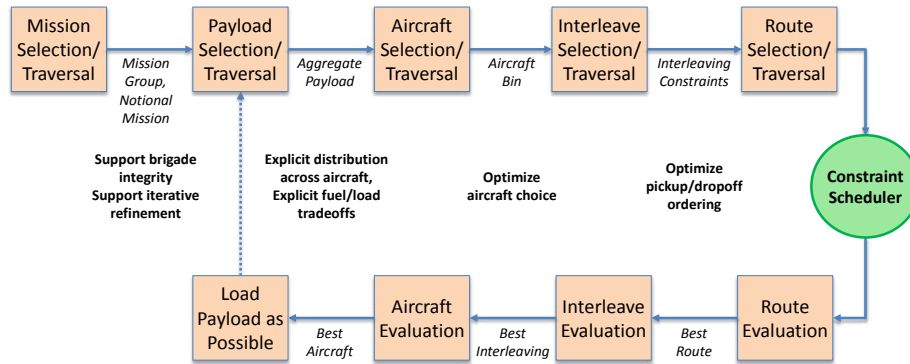 Mission
Selection/
Traversal
Mission
Group,
Notional
Mission
Payload
Selection/
Traversal
Aggregate
Payload
Aircraft
Selection/
Traversal
Aircraft
Bin
Interleave
Selection/
Traversal
Interleaving
Constraints
Route
Selection/
Traversal
Support brigade
integrity
Support iterative
refinement
Explicit distribution
across aircraft,
Explicit fuel/load
tradeoffs
Optimize
aircraft choice
Optimize
pickup/dropoff
ordering
Constraint
Scheduler
Load
Payload as
Possible
Best
Aircraft
Aircraft
Evaluation
Best
Interleaving
Interleave
Evaluation
Best
Route
Route
Evaluation